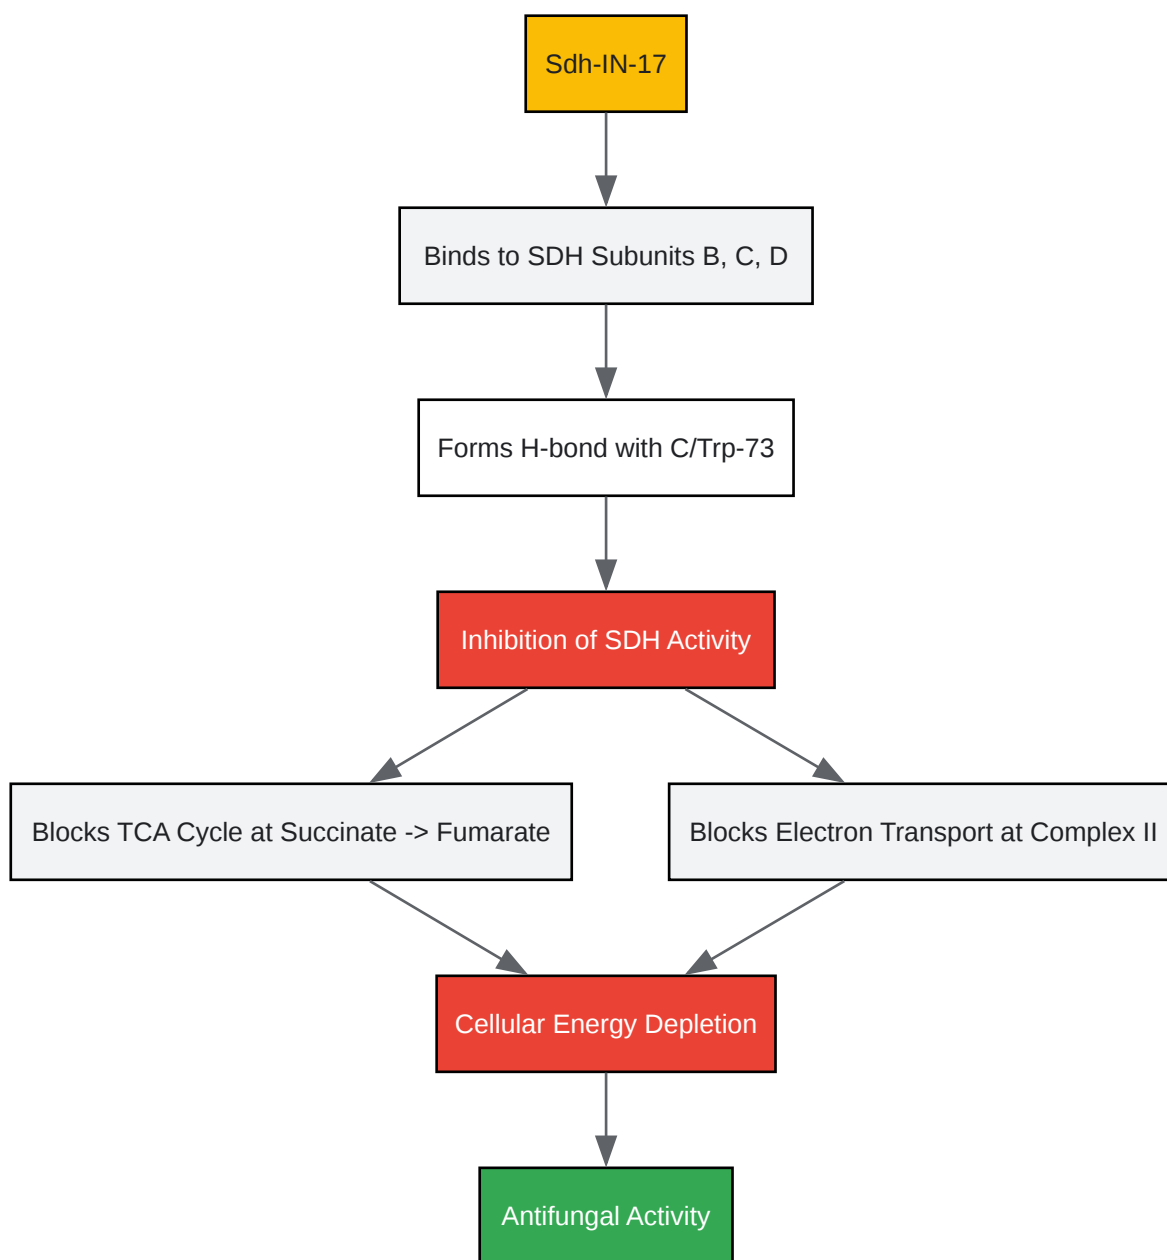 Sdh-IN-17
Binds to SDH Subunits B, C, D
Forms H-bond with C/Trp-73
Inhibition of SDH Activity
Blocks TCA Cycle at Succinate -> Fumarate
Blocks Electron Transport at Complex II
Cellular Energy Depletion
Antifungal Activity